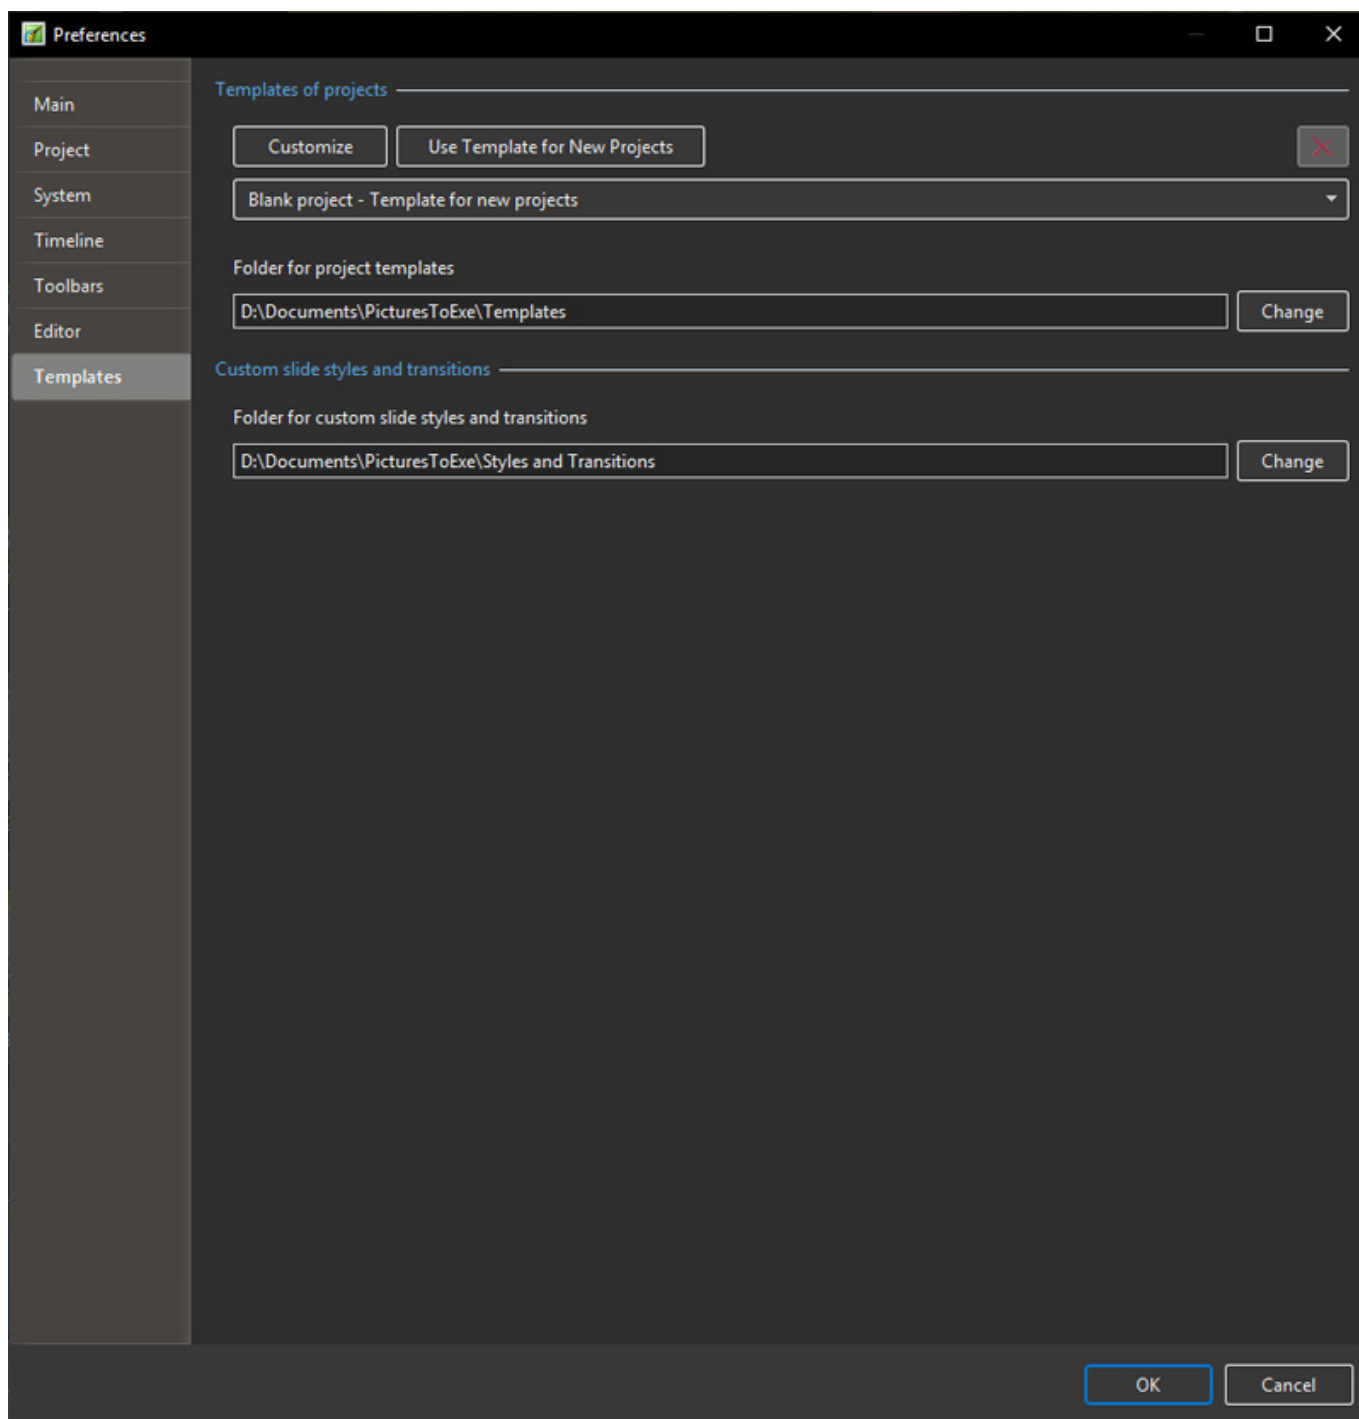 Preferences
Main
Project
System
Timeline
Toolbars
Editor
Templates
Templates of projects
Customize
Use Template for New Projects
Blank project - Template for new projects
Folder for project templates
D:\Documents\PicturesToExe\Templates
Change
Custom slide styles and transitions
Folder for custom slide styles and transitions
D:\Documents\PicturesToExe\Styles and Transitions
Change
OK
Cancel